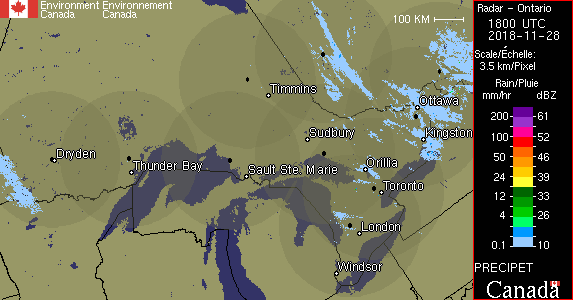 Environment Environnement
Canada Canada
100 KM
Timmins
Ottawa
Sudbury
Kingston
Dryden
Thunder Bay
Sault Ste. Marie
Orillia
Toronto
London
Windsor
Radar - Ontario
1800 UTC
2018-11-28
Scale/Échelle:
3.5 km/Pixel
Rain/Pluie
mm/hr dBZ
200 61
100 52
50 46
24 39
12 33
4 26
0.1 10
PRECIPET
Canada